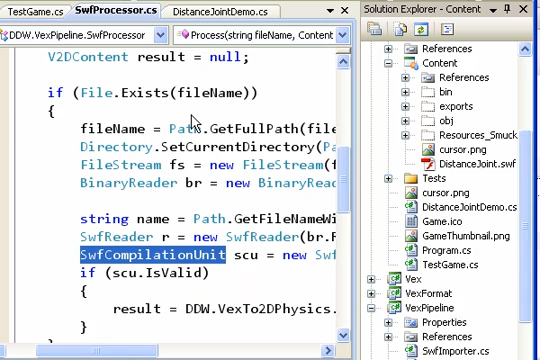 TestGame.cs SwfProcessor.cs DistanceJointDemo.cs
DDW.VexPipeline.SwfProcessor Process(string fileName, Content
V2DContent result = null;
if (File.Exists(fileName))
{
fileName = Path.GetFullPath(file
Directory.SetCurrentDirectory(Pa
FileStream fs = new FileStream(f
BinaryReader br = new BinaryRead
string name = Path.GetFileNameWi
SwfReader r = new SwfReader(br.R
SwfCompilationUnit scu = new Swf
if (scu.IsValid)
{
result = DDW.VexTo2DPhysics.
}
Solution Explorer - Content
References
Content
References
bin
exports
obj
Resources_Smuck
cursor.png
DistanceJoint.swf
Tests
cursor.png
DistanceJointDemo.cs
Game.ico
GameThumbnail.png
Program.cs
TestGame.cs
Vex
VexFormat
VexPipeline
Properties
References
SwfImporter.cs